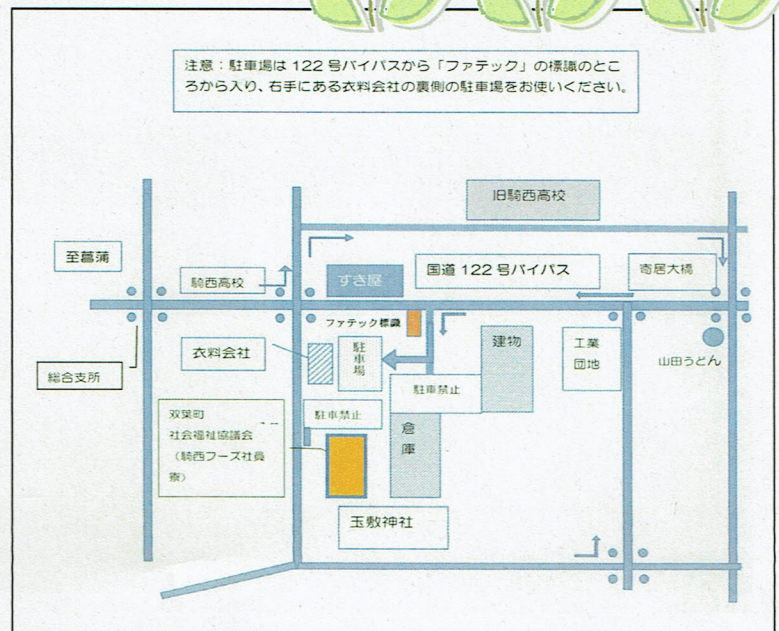 注意：駐車場は122号バイパスから「ファテック」の標識のとこ
ろから入り、右手にある衣料会社の裏側の駐車場をお使いください。
旧騎西高校
至菖蒲
騎西高校
すき屋
国道122号バイパス
寄居大橋
ファテック標識
衣料会社
駐車場
建物
工業
団地
山田うどん
総合支所
駐車禁止
駐車禁止
双葉町
社会福祉協議会
（騎西フーズ社員
寮）
倉庫
玉敷神社